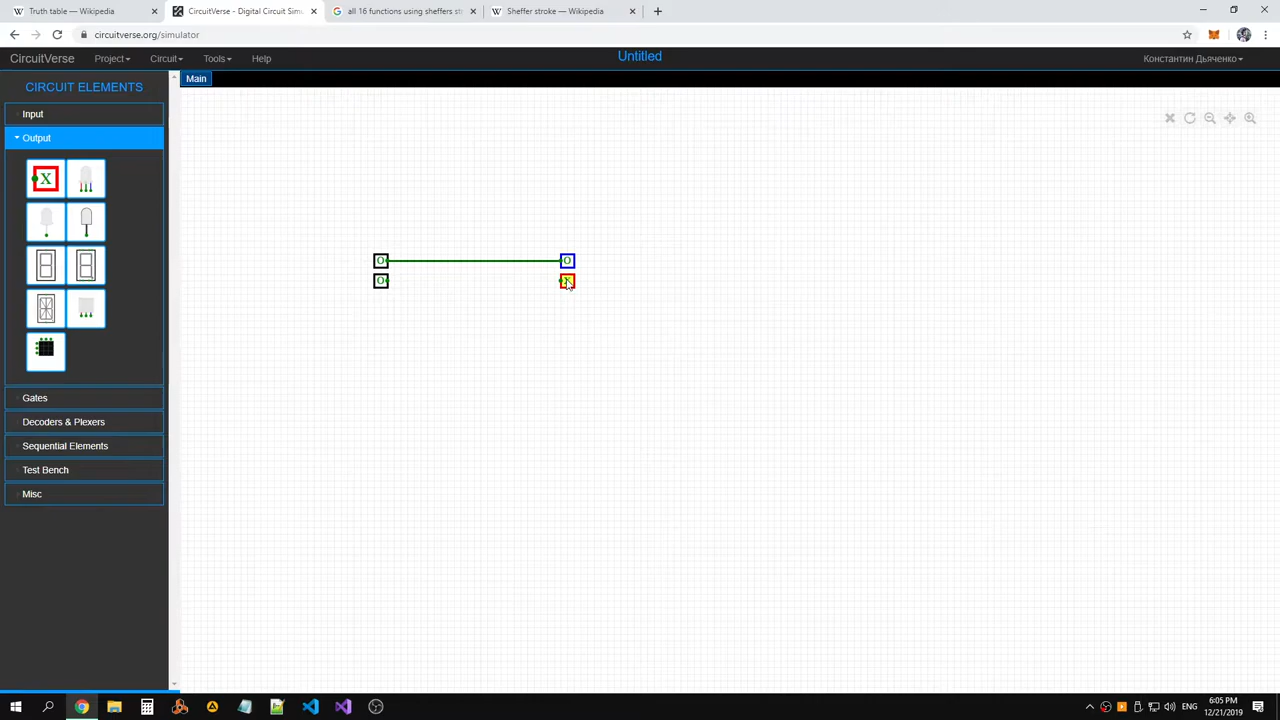 Truth table — Wikipedia
CircuitVerse - Digital Circuit Simu
all 16 functions using sheffers st
Sheffer stroke — Wikipedia
circuitverse.org/simulator
CircuitVerse
Project
Circuit
Tools
Help
Untitled
Константин Дьяченко
Main
CIRCUIT ELEMENTS
Input
Output
X
0 0
0
Gates
Decoders & Plexers
Sequential Elements
Test Bench
Misc
ENG
6:05 PM
12/21/2019